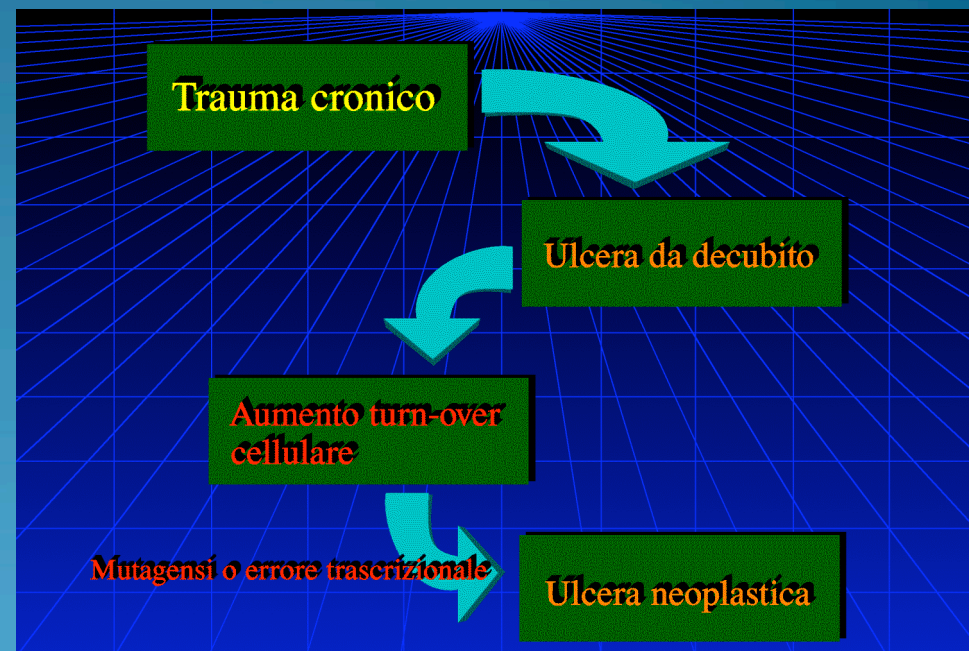 Trauma cronico
Ulcera da decubito
Aumento turn-over
cellulare
Mutagensi o errore trascrizionale
Ulcera neoplastica